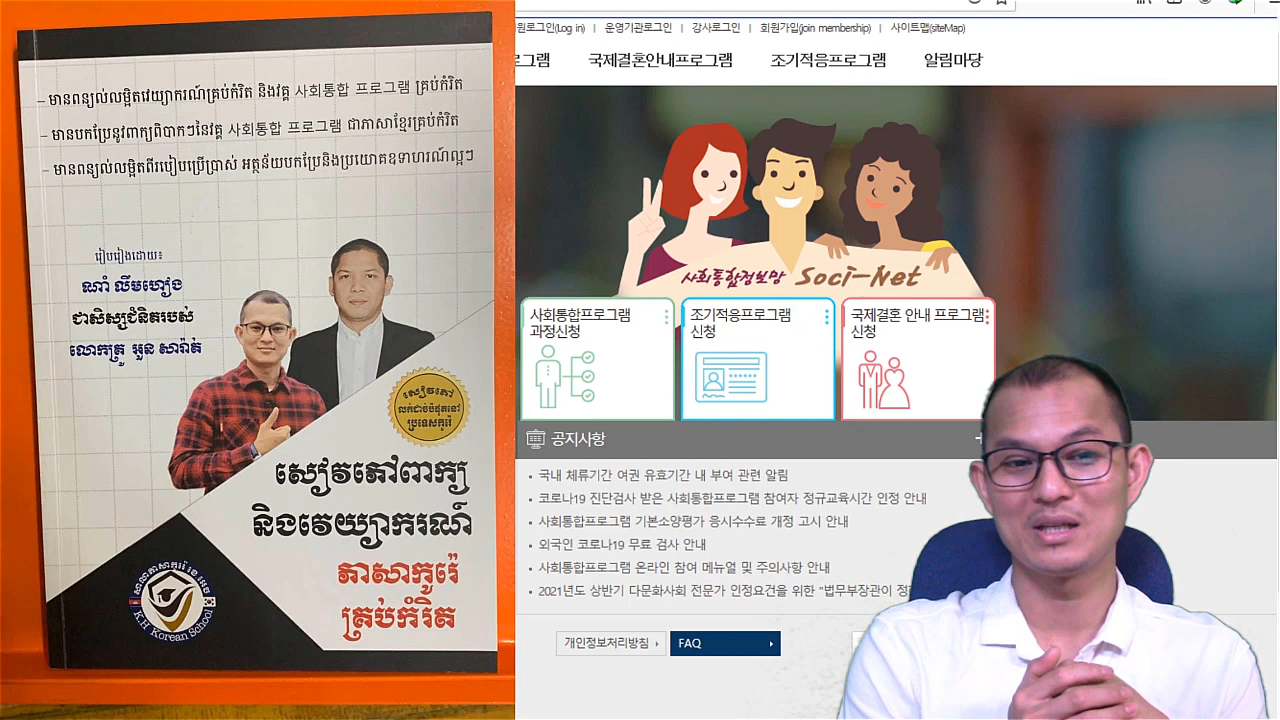 – មានពន្យល់លម្អិតវេយ្យាករណ៍គ្រប់កំរិត និងវគ្គ 사회통합 프로그램 គ្រប់កំរិត
– មានបកប្រែនូវពាក្យពិបាកៗនៃវគ្គ 사회통합 프로그램 ជាភាសាខ្មែរគ្រប់កំរិត
– មានពន្យល់លម្អិតពីរបៀបប្រើប្រាស់ អត្ថន័យបកប្រែនិងប្រយោគឧទាហរណ៍ល្អៗ
រៀបរៀងដោយ៖
ណាំ លឹមហៀង
ជាសិស្សជំនិតរបស់
លោកគ្រូ អួន សារ៉ាត់
សៀវភៅ
លក់ដាច់បំផុតនៅ
ប្រទេសកូរ៉េ
សៀវភៅពាក្យ
និងវេយ្យាករណ៍
ភាសាកូរ៉េ
គ្រប់កំរិត
K.H Korean School
원로그인(Log in) | 운영기관로그인 | 강사로그인 | 회원가입(join membership) | 사이트맵(siteMap)
로그램 국제결혼안내프로그램 조기적응프로그램 알림마당
사회통합정보망 Soci-Net
사회통합프로그램
과정신청
조기적응프로그램
신청
국제결혼 안내 프로그램
신청
공지사항 +
국내 체류기간 여권 유효기간 내 부여 관련 알림
코로나19 진단검사 받은 사회통합프로그램 참여자 정규교육시간 인정 안내
사회통합프로그램 기본소양평가 응시수수료 개정 고시 안내
외국인 코로나19 무료 검사 안내
사회통합프로그램 온라인 참여 메뉴얼 및 주의사항 안내
2021년도 상반기 다문화사회 전문가 인정요건을 위한 "법무부장관이 정
개인정보처리방침
FAQ